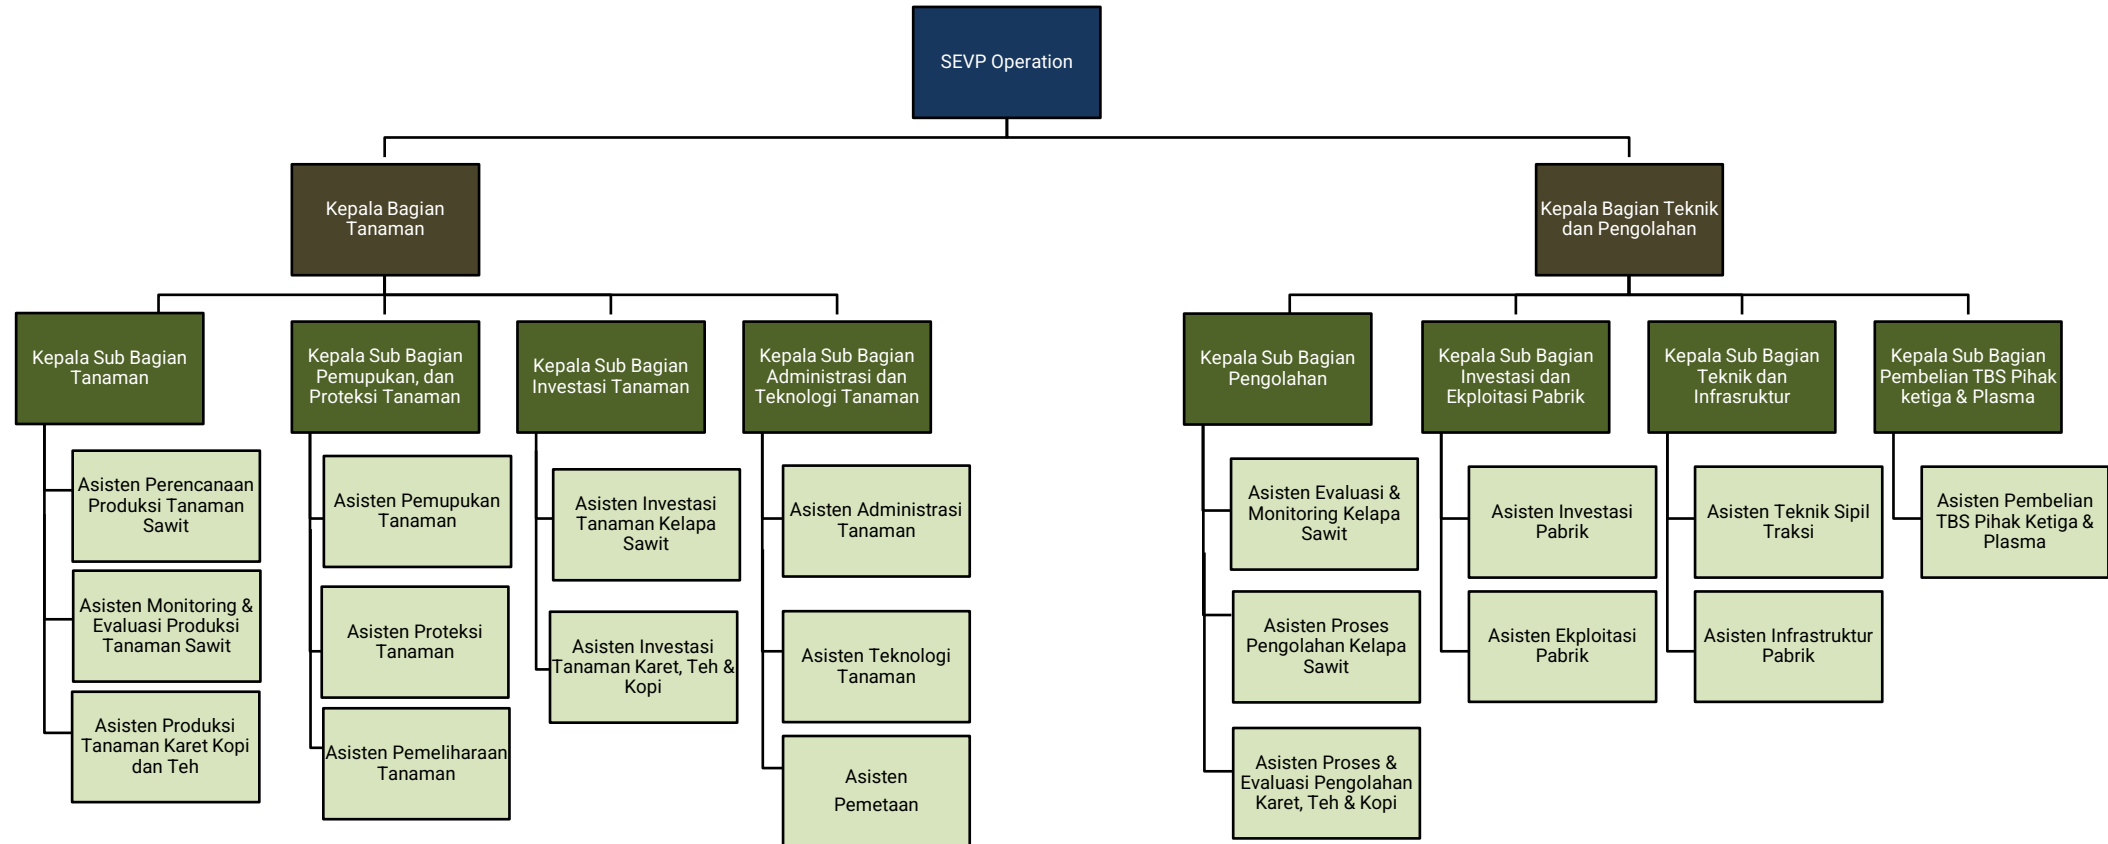 SEVP Operation
Kepala Bagian
Tanaman
Kepala Bagian Teknik
dan Pengolahan
Kepala Sub Bagian
Tanaman
Kepala Sub Bagian
Pemupukan, dan
Proteksi Tanaman
Kepala Sub Bagian
Investasi Tanaman
Kepala Sub Bagian
Administrasi dan
Teknologi Tanaman
Kepala Sub Bagian
Pengolahan
Kepala Sub Bagian
Investasi dan
Ekploitasi Pabrik
Kepala Sub Bagian
Teknik dan
Infrasruktur
Kepala Sub Bagian
Pembelian TBS Pihak
ketiga & Plasma
Asisten Perencanaan
Produksi Tanaman
Sawit
Asisten Monitoring &
Evaluasi Produksi
Tanaman Sawit
Asisten Produksi
Tanaman Karet Kopi
dan Teh
Asisten Pemupukan
Tanaman
Asisten Proteksi
Tanaman
Asisten Pemeliharaan
Tanaman
Asisten Investasi
Tanaman Kelapa
Sawit
Asisten Investasi
Tanaman Karet, Teh &
Kopi
Asisten Administrasi
Tanaman
Asisten Teknologi
Tanaman
Asisten
Pemetaan
Asisten Evaluasi &
Monitoring Kelapa
Sawit
Asisten Proses
Pengolahan Kelapa
Sawit
Asisten Proses &
Evaluasi Pengolahan
Karet, Teh & Kopi
Asisten Investasi
Pabrik
Asisten Ekploitasi
Pabrik
Asisten Teknik Sipil
Traksi
Asisten Infrastruktur
Pabrik
Asisten Pembelian
TBS Pihak Ketiga &
Plasma